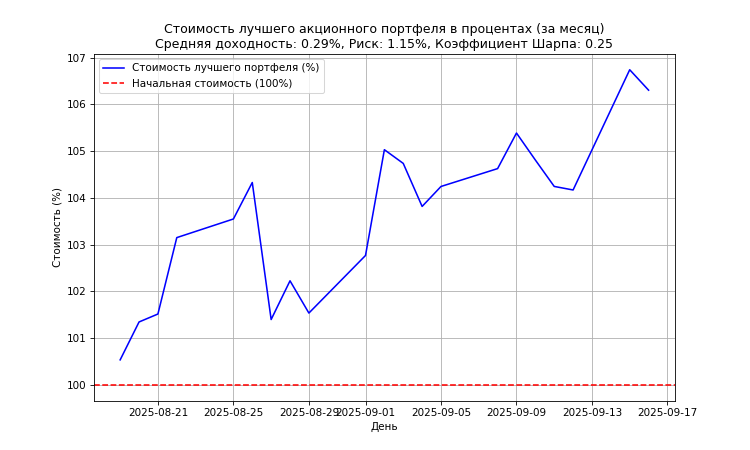 Стоимость лучшего акционного портфеля в процентах (за месяц)
Средняя доходность: 0.29%, Риск: 1.15%, Коэффициент Шарпа: 0.25
Стоимость лучшего портфеля (%)
Начальная стоимость (100%)
Стоимость (%)
107
106
105
104
103
102
101
100
2025-08-21 2025-08-25 2025-08-29 2025-09-01 2025-09-05 2025-09-09 2025-09-13 2025-09-17
День